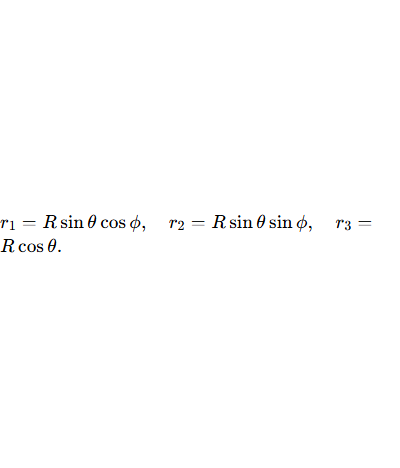 r₁ = R sin θ cos ϕ, r₂ = R sin θ sin ϕ, r₃ =
R cos θ.